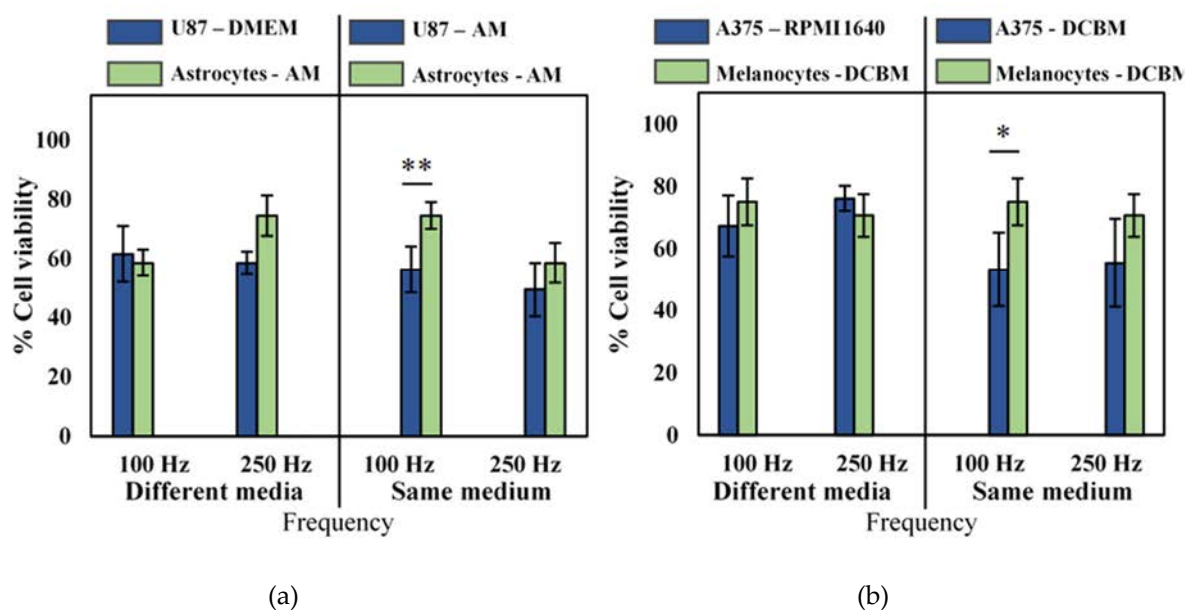 U87 – DMEM
Astrocytes - AM
U87 – AM
Astrocytes - AM
% Cell viability
100
80
60
40
20
0
**
100 Hz 250 Hz 100 Hz 250 Hz
Different media Same medium
Frequency
(a)
A375 – RPMI1640
Melanocytes - DCBM
A375 - DCBM
Melanocytes - DCBM
% Cell viability
100
80
60
40
20
0
*
100 Hz 250 Hz 100 Hz 250 Hz
Different media Same medium
Frequency
(b)